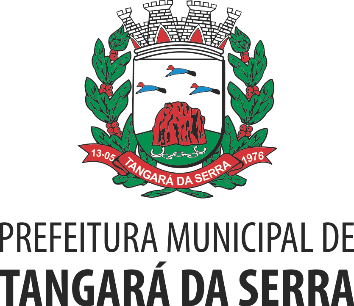 13-05 TANGARÁ DA SERRA 1976
PREFEITURA MUNICIPAL DE
TANGARÁ DA SERRA